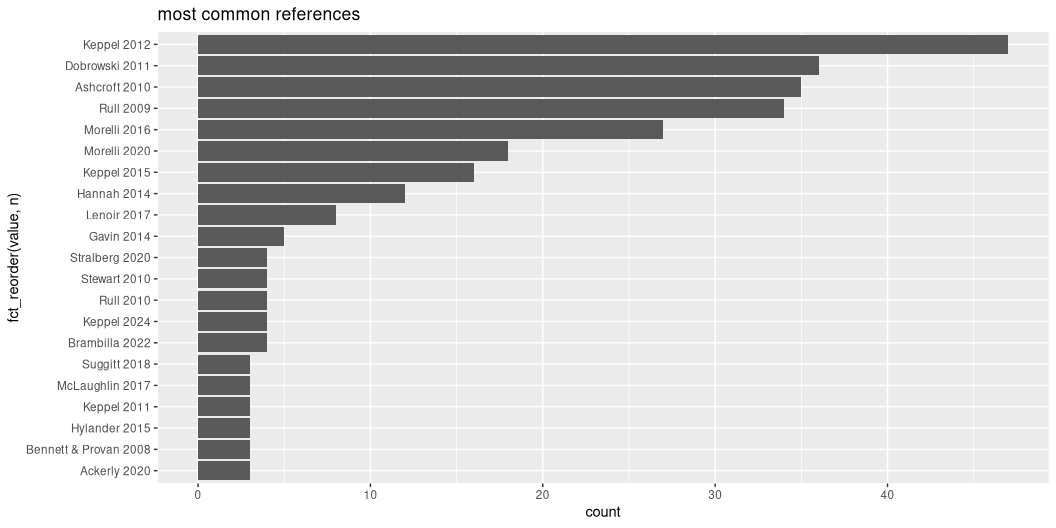 most common references
fct_reorder(value, n)
Keppel 2012
Dobrowski 2011
Ashcroft 2010
Rull 2009
Morelli 2016
Morelli 2020
Keppel 2015
Hannah 2014
Lenoir 2017
Gavin 2014
Stralberg 2020
Stewart 2010
Rull 2010
Keppel 2024
Brambilla 2022
Suggitt 2018
McLaughlin 2017
Keppel 2011
Hylander 2015
Bennett & Provan 2008
Ackerly 2020
0 10 20 30 40
count